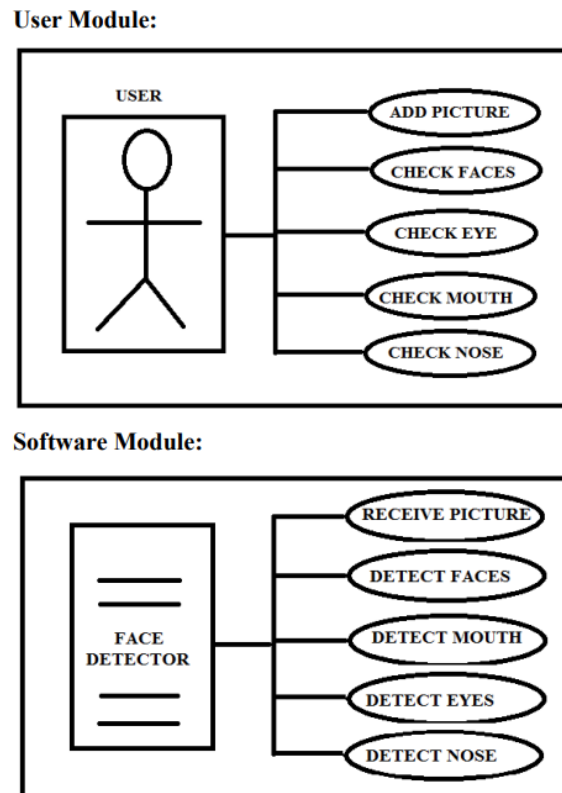 User Module:
USER
ADD PICTURE
CHECK FACES
CHECK EYE
CHECK MOUTH
CHECK NOSE
Software Module:
FACE
DETECTOR
RECEIVE PICTURE
DETECT FACES
DETECT MOUTH
DETECT EYES
DETECT NOSE